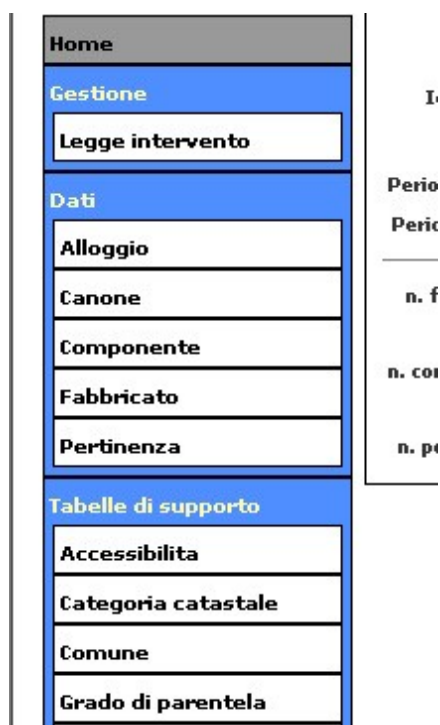 Home
Gestione
Legge intervento
Dati
Alloggio
Canone
Componente
Fabbricato
Pertinenza
Tabelle di supporto
Accessibilita
Categoria catastale
Comune
Grado di parentela
n. f